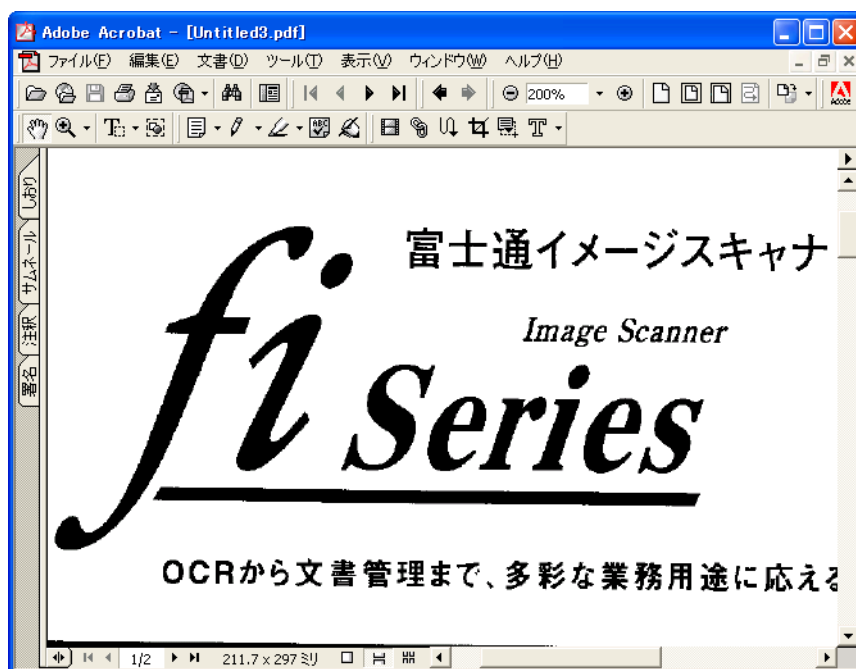 Adobe Acrobat - [Untitled3.pdf]
ファイル(F) 編集(E) 文書(D) ツール(T) 表示(V) ウィンドウ(W) ヘルプ(H)
200%
Adobe
しおり
サムネール
注釈
署名
富士通イメージスキャナ
Image Scanner
fi Series
OCRから文書管理まで、多彩な業務用途に応える
1/2 211.7 x 297 ミリ